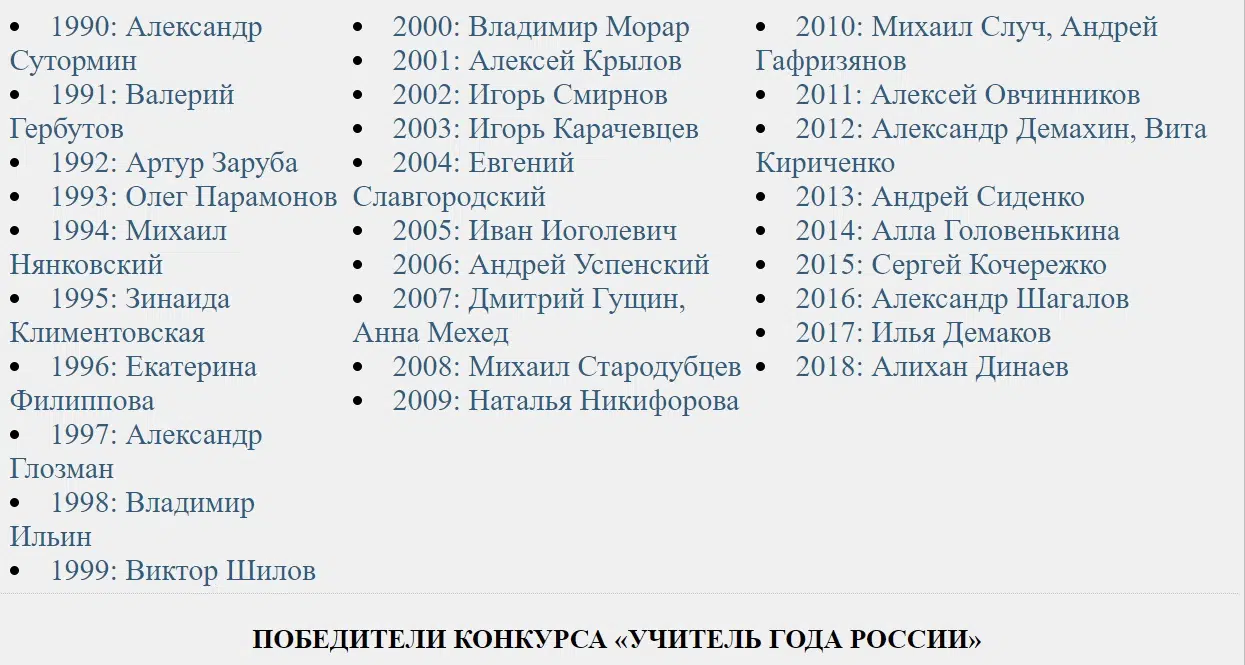 • 1990: Александр
Сутормин
• 1991: Валерий
Гербутов
• 1992: Артур Заруба
• 1993: Олег Парамонов
• 1994: Михаил
Нянковский
• 1995: Зинаида
Климентовская
• 1996: Екатерина
Филиппова
• 1997: Александр
Глозман
• 1998: Владимир
Ильин
• 1999: Виктор Шилов
• 2000: Владимир Морар
• 2001: Алексей Крылов
• 2002: Игорь Смирнов
• 2003: Игорь Карачевцев
• 2004: Евгений
Славгородский
• 2005: Иван Иоголевич
• 2006: Андрей Успенский
• 2007: Дмитрий Гущин,
Анна Мехед
• 2008: Михаил Стародубцев
• 2009: Наталья Никифорова
• 2010: Михаил Случ, Андрей
Гафризянов
• 2011: Алексей Овчинников
• 2012: Александр Демахин, Вита
Кириченко
• 2013: Андрей Сиденко
• 2014: Алла Головенькина
• 2015: Сергей Кочережко
• 2016: Александр Шагалов
• 2017: Илья Демаков
• 2018: Алихан Динаев
ПОБЕДИТЕЛИ КОНКУРСА «УЧИТЕЛЬ ГОДА РОССИИ»